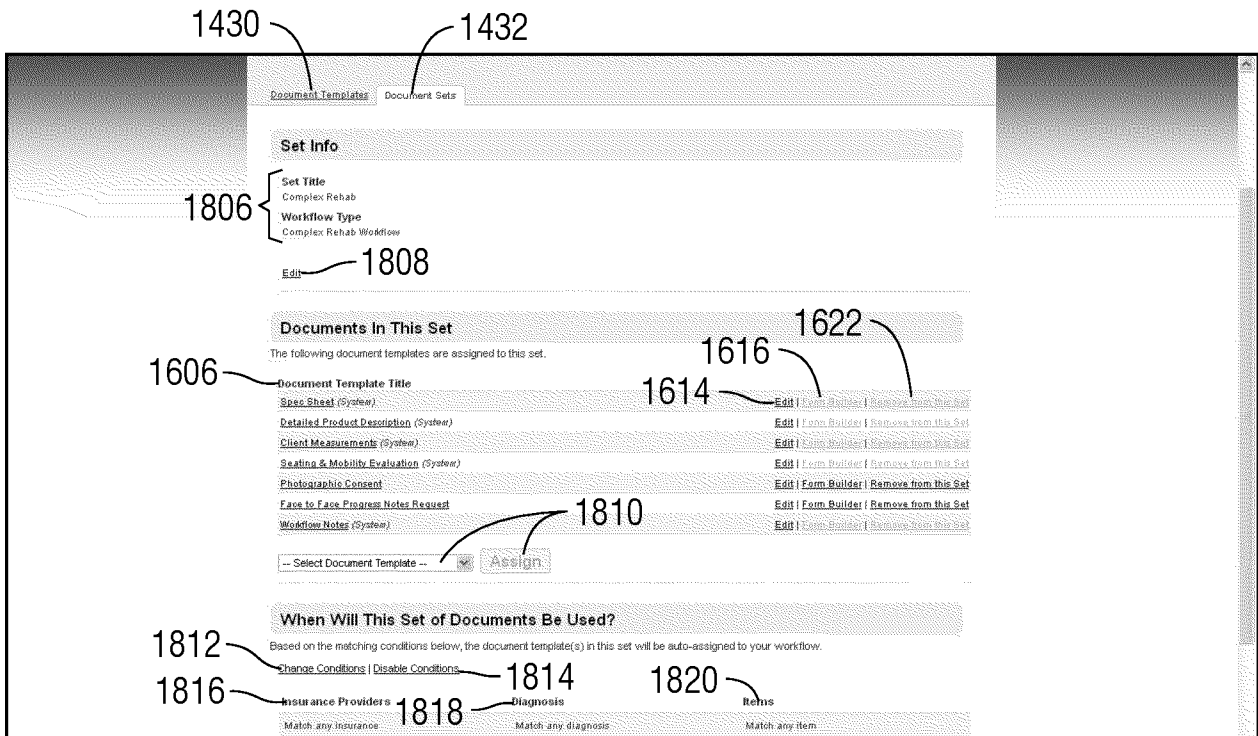 1430 1432
Document Templates Document Sets
Set Info
Set Title
Complex Rehab
1806
Workflow Type
Complex Rehab Workflow
Edit 1808
Documents In This Set
1622
The following document templates are assigned to this set.
1616
1606 Document Template Title
1614
Spec Sheet (System) Edit | Form Builder | Remove from this Set
Detailed Product Description (System) Edit | Form Builder | Remove from this Set
Client Measurements (System) Edit | Form Builder | Remove from this Set
Seating & Mobility Evaluation (System) Edit | Form Builder | Remove from this Set
Photographic Consent Edit | Form Builder | Remove from this Set
Face to Face Progress Notes Request Edit | Form Builder | Remove from this Set
1810
Workflow Notes (System) Edit | Form Builder | Remove from this Set
-- Select Document Template -- Assign
When Will This Set of Documents Be Used?
Based on the matching conditions below, the document template(s) in this set will be auto-assigned to your workflow.
1812
Change Conditions | Disable Conditions 1814
1820
1816 Insurance Providers 1818 Diagnosis Items
Match any insurance Match any diagnosis Match any item